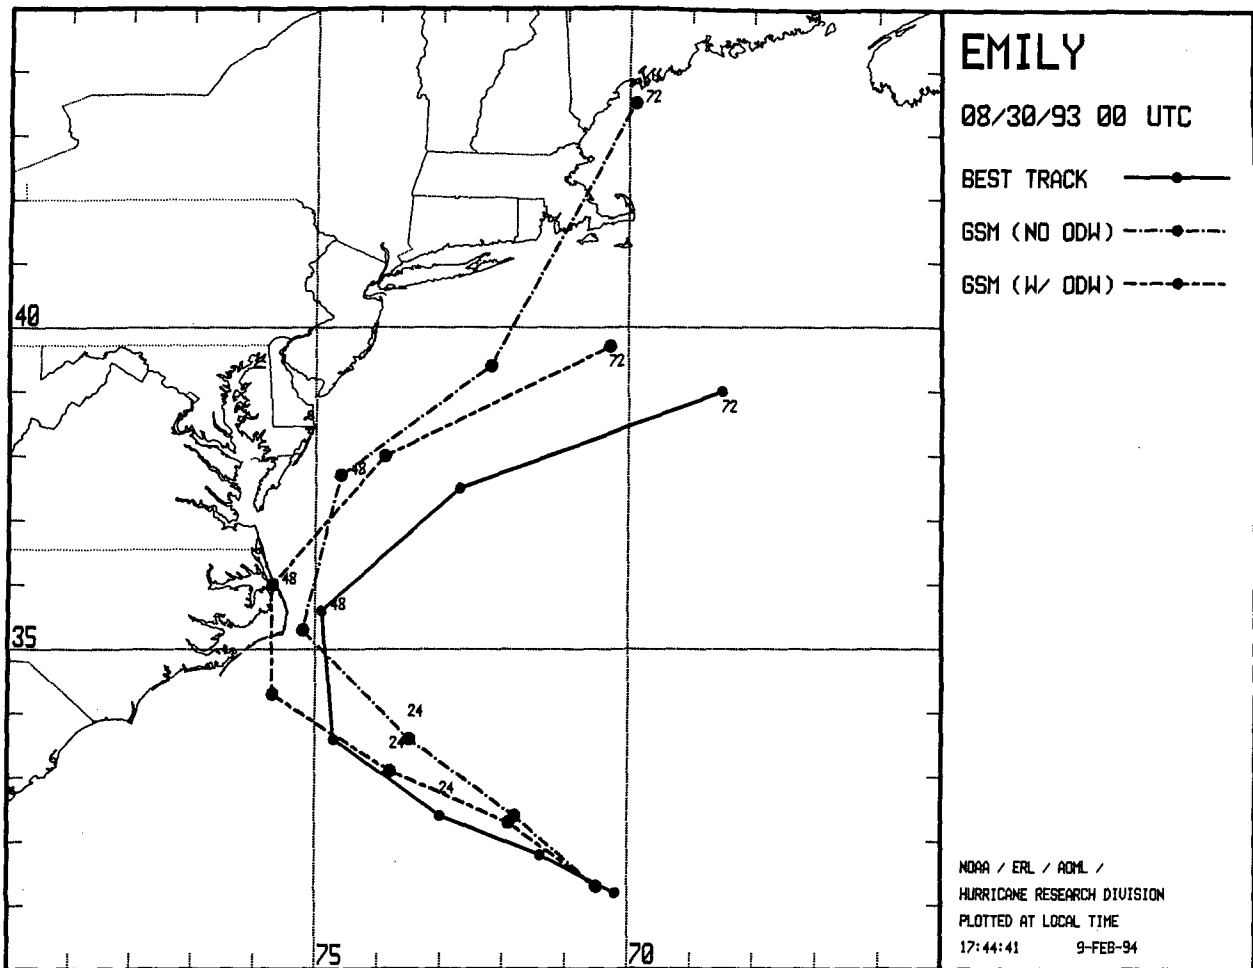 EMILY
08/30/93 00 UTC
BEST TRACK
GSM (NO ODW)
GSM (W/ ODW)
72
40
72
72
48
48
48
35
24
24
24
75
70
NOAA / ERL / AOML /
HURRICANE RESEARCH DIVISION
PLOTTED AT LOCAL TIME
17:44:41 9-FEB-94